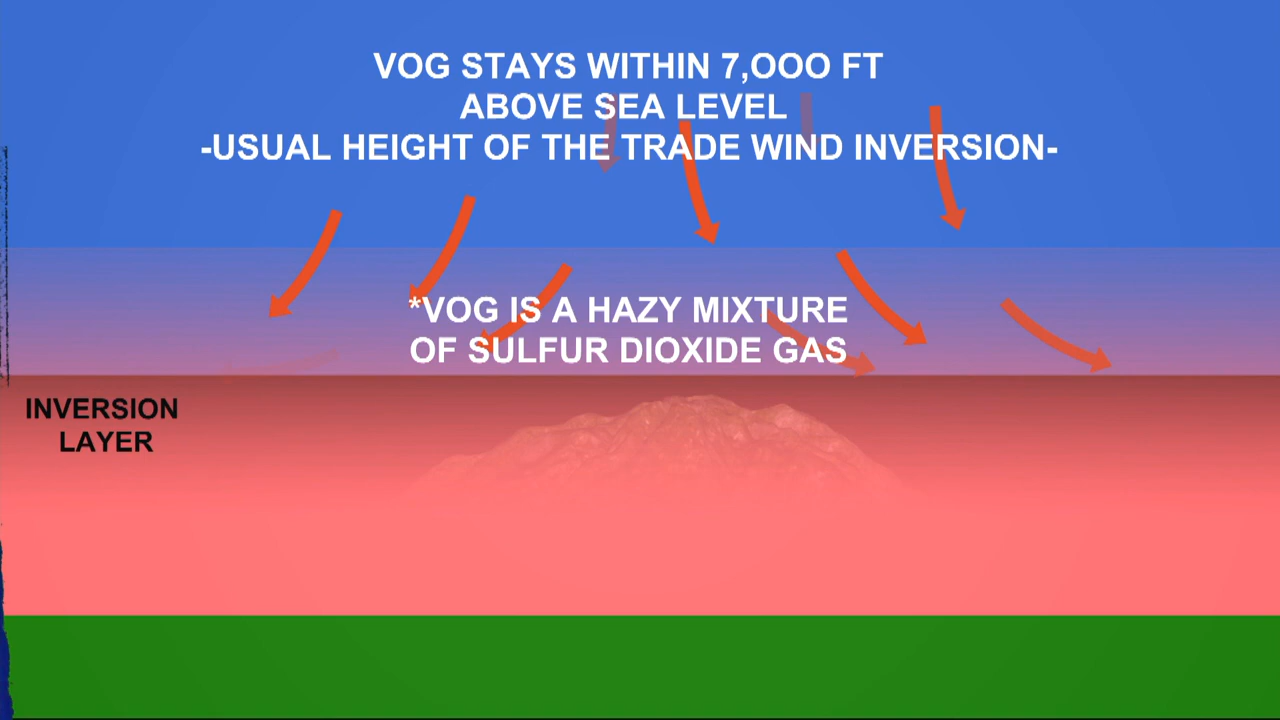 VOG STAYS WITHIN 7,OOO FT
ABOVE SEA LEVEL
-USUAL HEIGHT OF THE TRADE WIND INVERSION-
*VOG IS A HAZY MIXTURE
OF SULFUR DIOXIDE GAS
INVERSION
LAYER